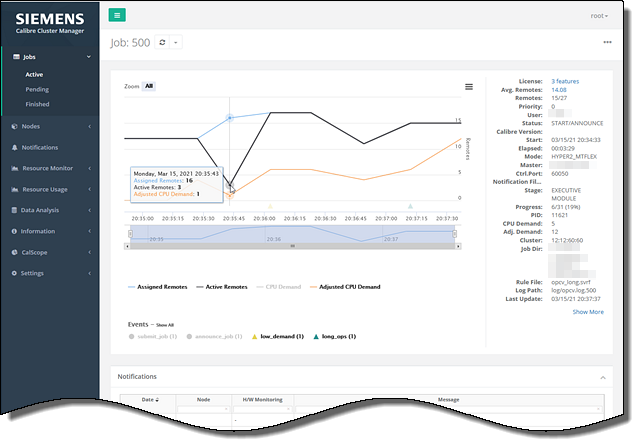 SIEMENS
Calibre Cluster Manager
root
Jobs
Active
Pending
Finished
Nodes
Notifications
Resource Monitor
Resource Usage
Data Analysis
Information
CalScope
Settings
Job: 500
Zoom All
15
10
5
0
Remotes
Monday, Mar 15, 2021 20:35:43
Assigned Remotes: 16
Active Remotes: 3
Adjusted CPU Demand: 1
20:35:00 20:35:15 20:35:30 20:35:45 20:36:00 20:36:15 20:36:30 20:36:45 20:37:00 20:37:15 20:37:30
20:35 20:36 20:37
Assigned Remotes Active Remotes CPU Demand Adjusted CPU Demand
Events – Show All
submit_job (1) announce_job (1) low_demand (1) long_ops (1)
License: 3 features
Avg. Remotes: 14.08
Remotes: 15/27
Priority: 0
User:
Status: START/ANNOUNCE
Calibre Version:
Start: 03/15/21 20:34:33
Elapsed: 00:03:29
Mode: HYPER2_MTFLEX
Master:
Ctrl.Port: 60050
Notification Fil...
Stage: EXECUTIVE
MODULE
Progress: 6/31 (19%)
PID: 11621
CPU Demand: 5
Adj. Demand: 12
Cluster: 12:12:60:60
Job Dir:
Rule File: opcv_long.svrf
Log Path: log/opcv.log.500
Last Update: 03/15/21 20:37:37
Show More
Notifications
Date Node H/W Monitoring Message